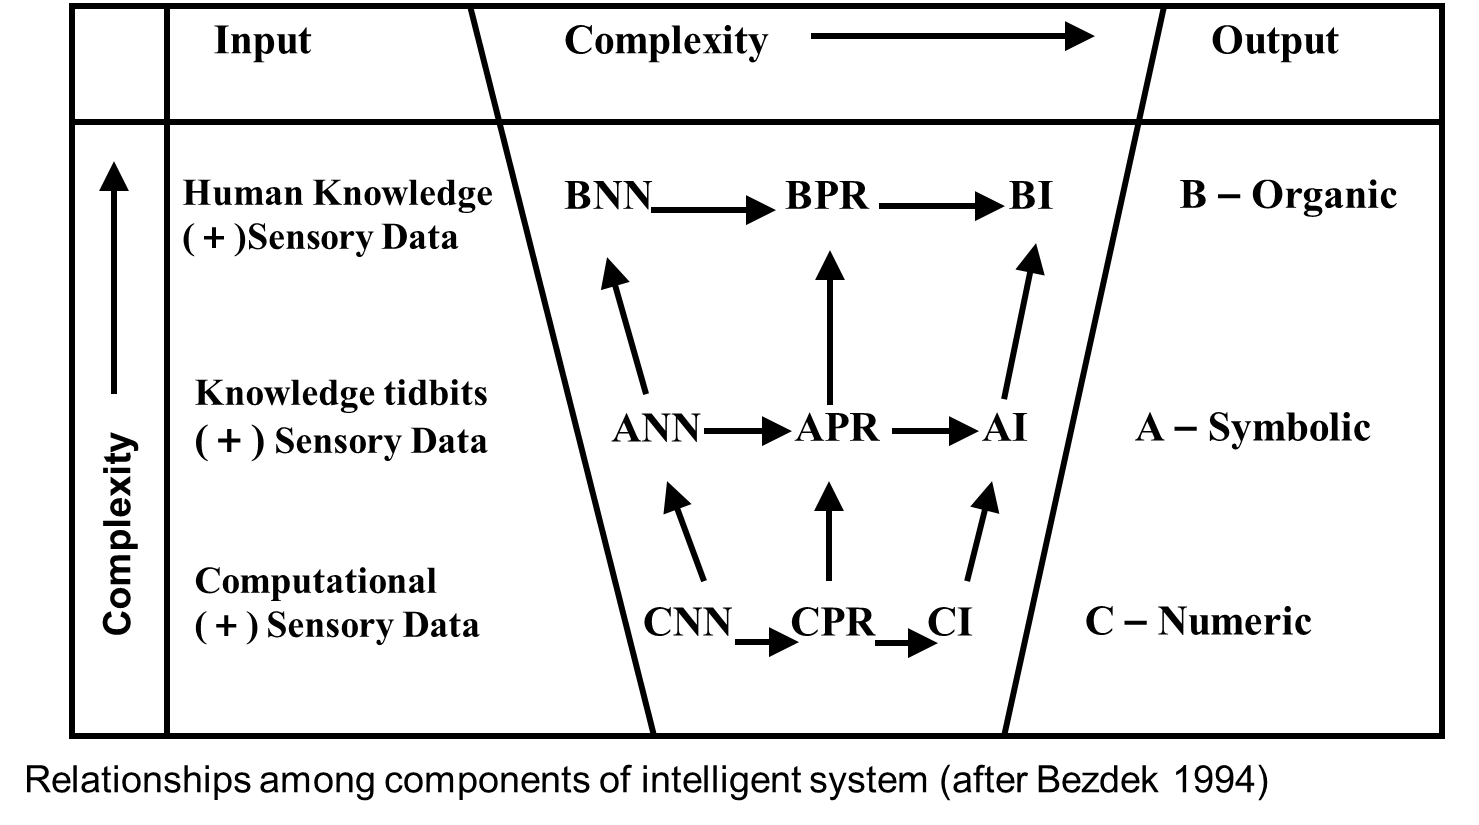 Input Complexity Output
Human Knowledge
BNN BPR BI B – Organic
( + )Sensory Data
Knowledge tidbits
( + ) Sensory Data
ANN APR AI A – Symbolic
Complexity
Computational
( + ) Sensory Data
CNN CPR CI C – Numeric
Relationships among components of intelligent system (after Bezdek 1994)